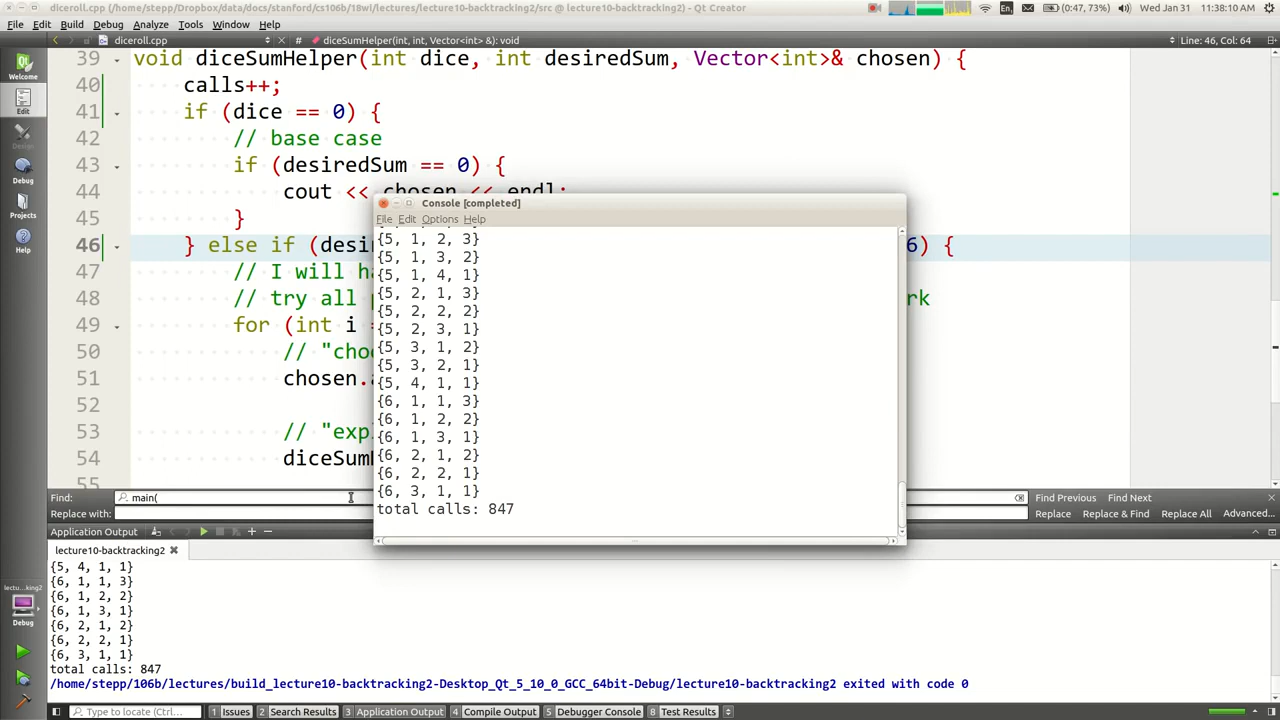 diceroll.cpp (/home/stepp/Dropbox/data/docs/stanford/cs106b/18wi/lectures/lecture10-backtracking2/src @ lecture10-backtracking2) - Qt Creator
En (0:47, 73%) Wed Jan 31 11:38:10 AM
File Edit Build Debug Analyze Tools Window Help
diceroll.cpp # diceSumHelper(int, int, Vector<int> &): void Line: 46, Col: 64
Welcome
Edit
Design
Debug
Projects
Help
39 void diceSumHelper(int dice, int desiredSum, Vector<int>& chosen) {
40 calls++;
41 if (dice == 0) {
42 // base case
43 if (desiredSum == 0) {
44 cout << chosen << endl;
45 }
46 } else if (desi 6) {
47 // I will ha
48 // try all rk
49 for (int i
50 // "choo
51 chosen.
52
53 // "exp
54 diceSum
55
Console [completed]
File Edit Options Help
{5, 1, 2, 3}
{5, 1, 3, 2}
{5, 1, 4, 1}
{5, 2, 1, 3}
{5, 2, 2, 2}
{5, 2, 3, 1}
{5, 3, 1, 2}
{5, 3, 2, 1}
{5, 4, 1, 1}
{6, 1, 1, 3}
{6, 1, 2, 2}
{6, 1, 3, 1}
{6, 2, 1, 2}
{6, 2, 2, 1}
{6, 3, 1, 1}
total calls: 847
Find: main( Find Previous Find Next
Replace with: Replace Replace & Find Replace All Advanced...
Application Output
lecture10-backtracking2
{5, 4, 1, 1}
{6, 1, 1, 3}
{6, 1, 2, 2}
{6, 1, 3, 1}
{6, 2, 1, 2}
{6, 2, 2, 1}
{6, 3, 1, 1}
total calls: 847
/home/stepp/106b/lectures/build_lecture10-backtracking2-Desktop_Qt_5_10_0_GCC_64bit-Debug/lecture10-backtracking2 exited with code 0
lectu...king2
Debug
Type to locate (Ctrl+... 1 Issues 2 Search Results 3 Application Output 4 Compile Output 5 Debugger Console 8 Test Results